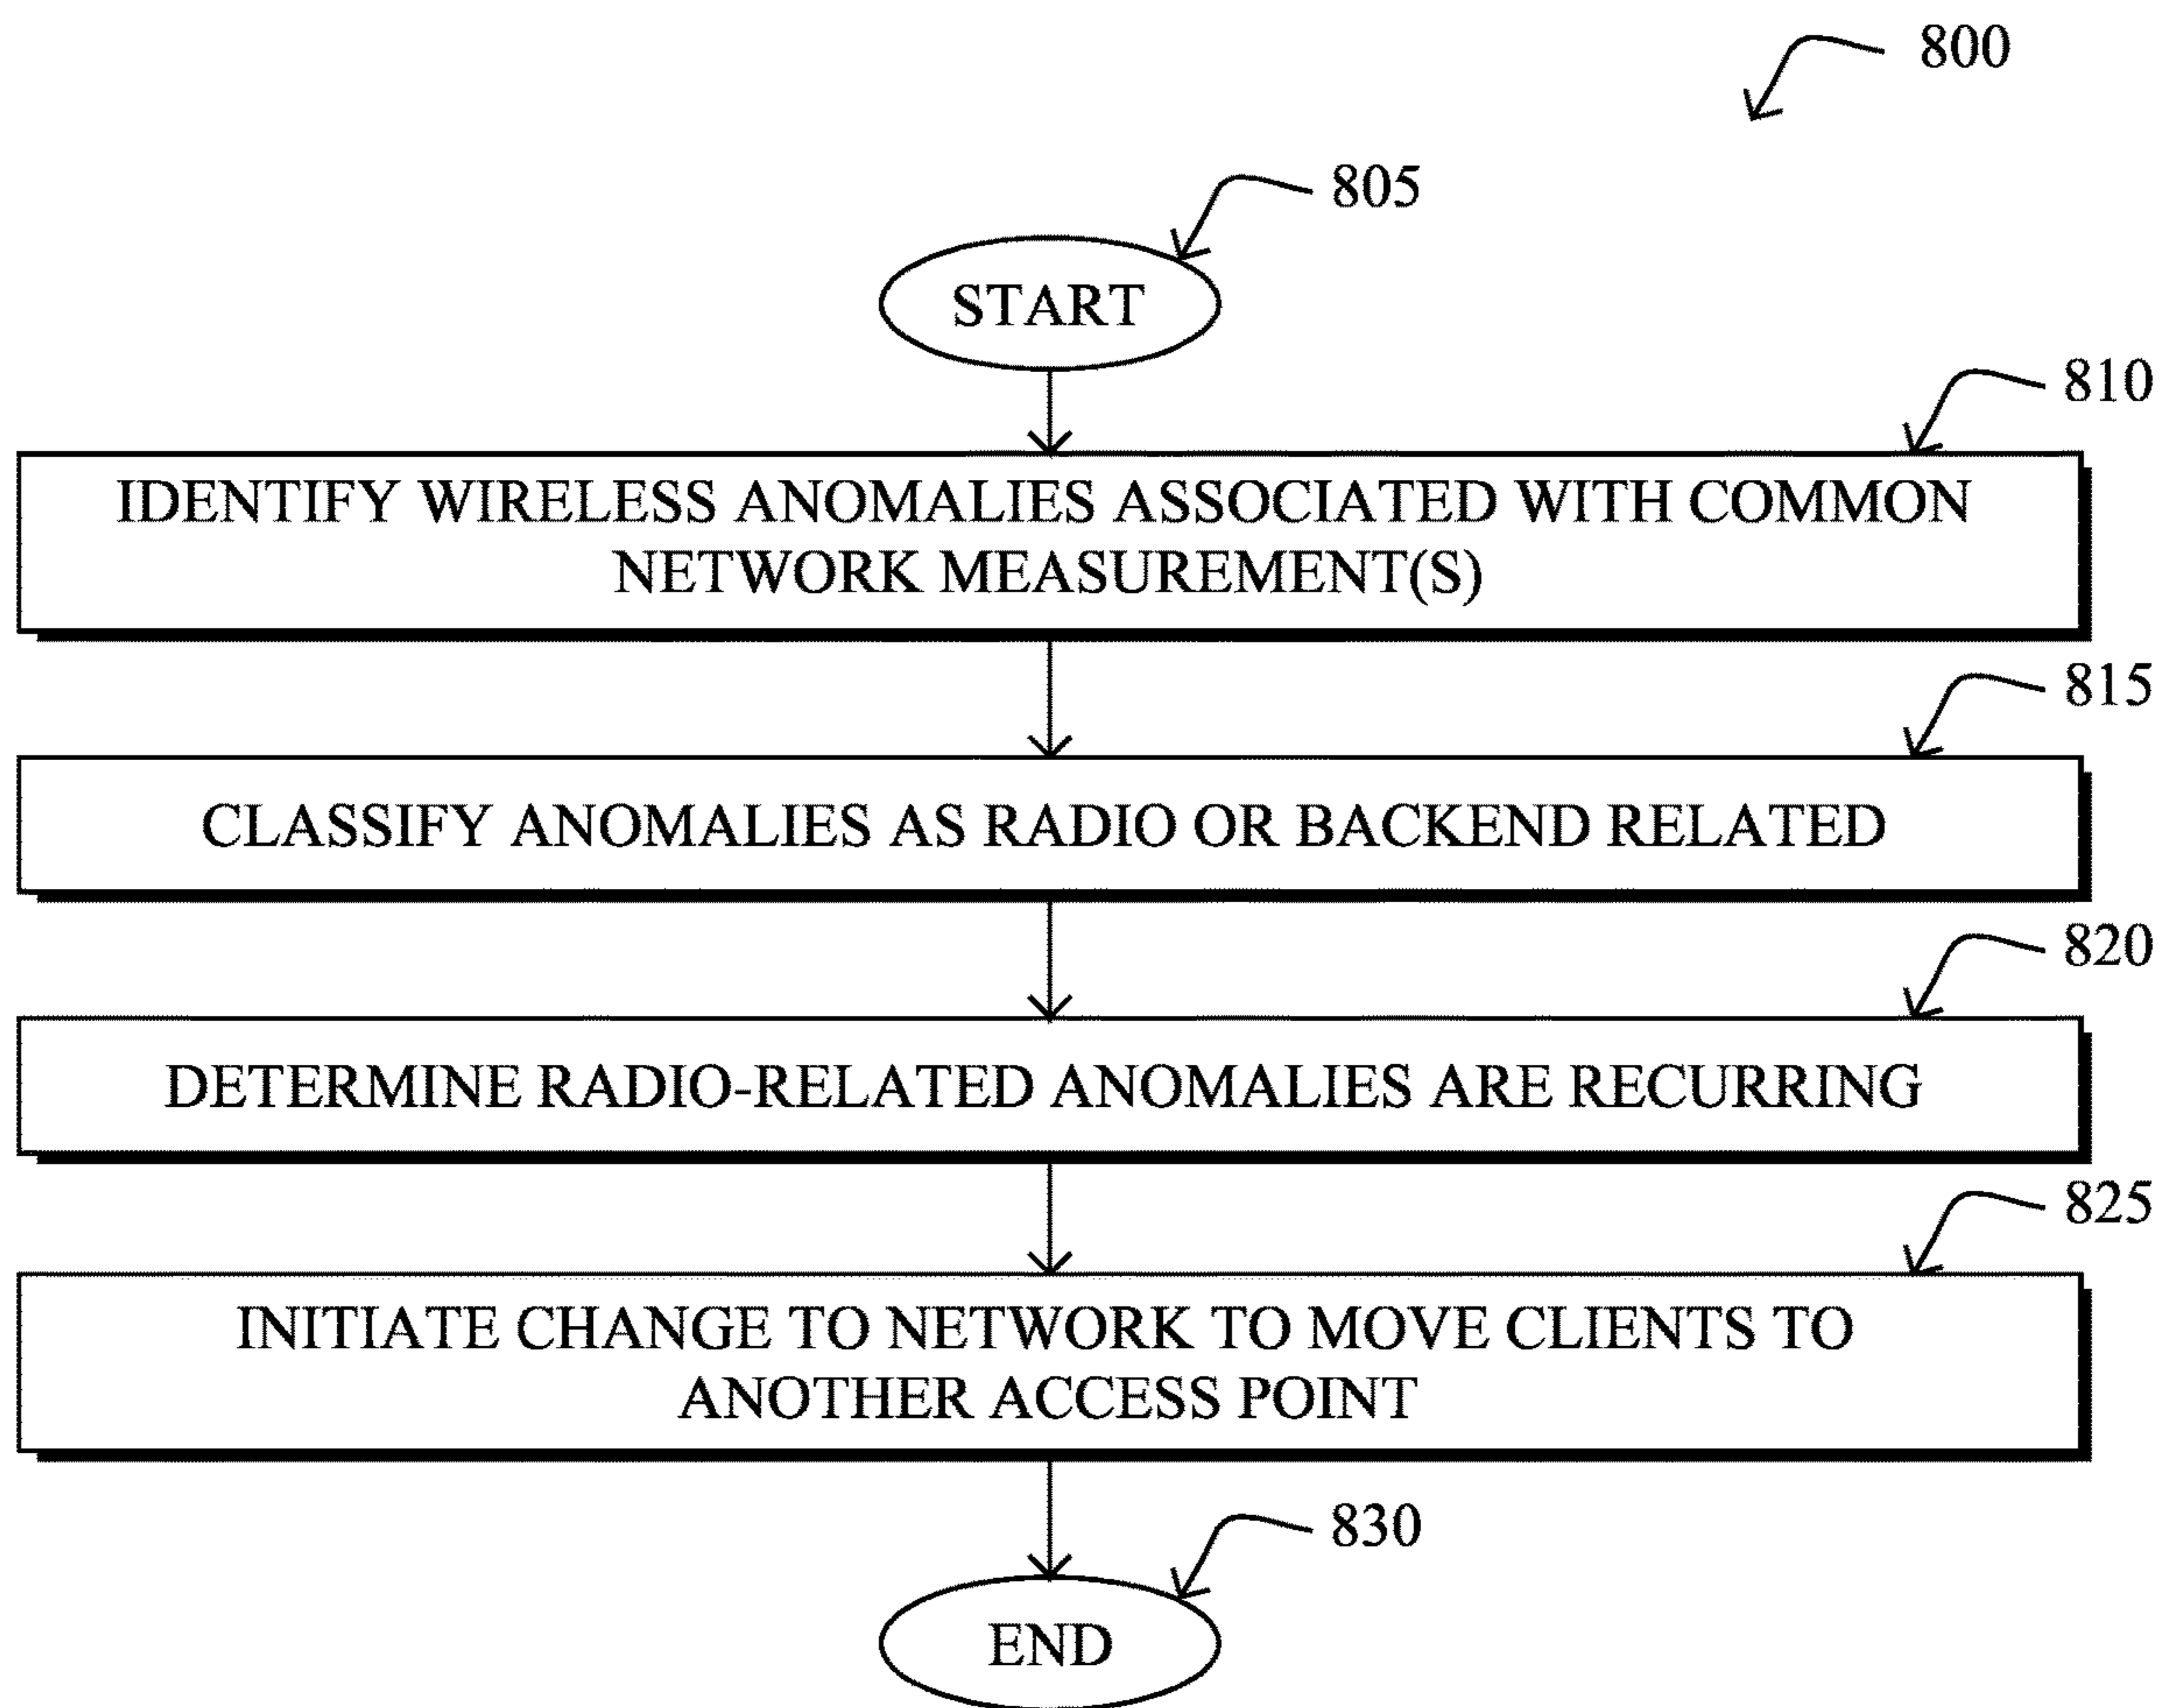 800
805
START
810
IDENTIFY WIRELESS ANOMALIES ASSOCIATED WITH COMMON
NETWORK MEASUREMENT(S)
815
CLASSIFY ANOMALIES AS RADIO OR BACKEND RELATED
820
DETERMINE RADIO-RELATED ANOMALIES ARE RECURRING
825
INITIATE CHANGE TO NETWORK TO MOVE CLIENTS TO
ANOTHER ACCESS POINT
830
END